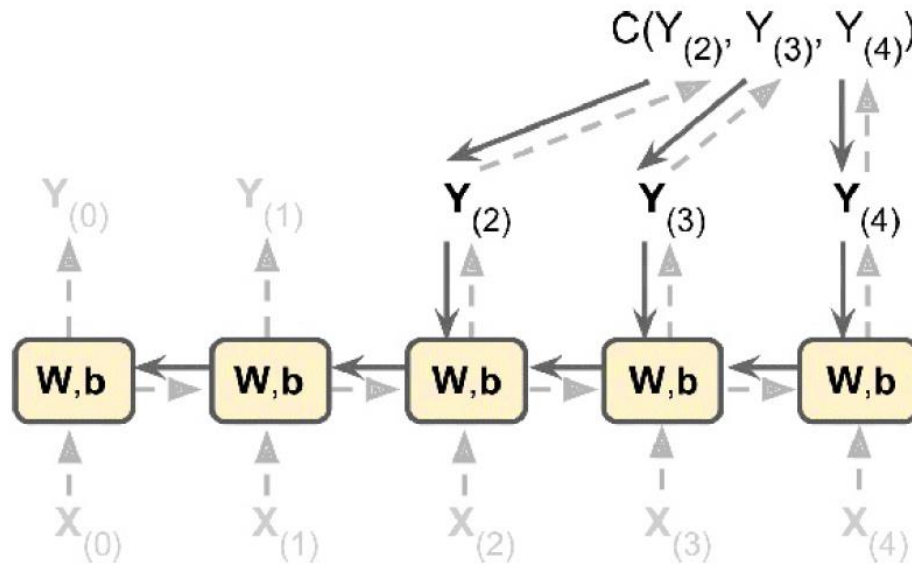 C(Y(2), Y(3), Y(4))
Y(0) Y(1) Y(2) Y(3) Y(4)
W,b W,b W,b W,b W,b
X(0) X(1) X(2) X(3) X(4)